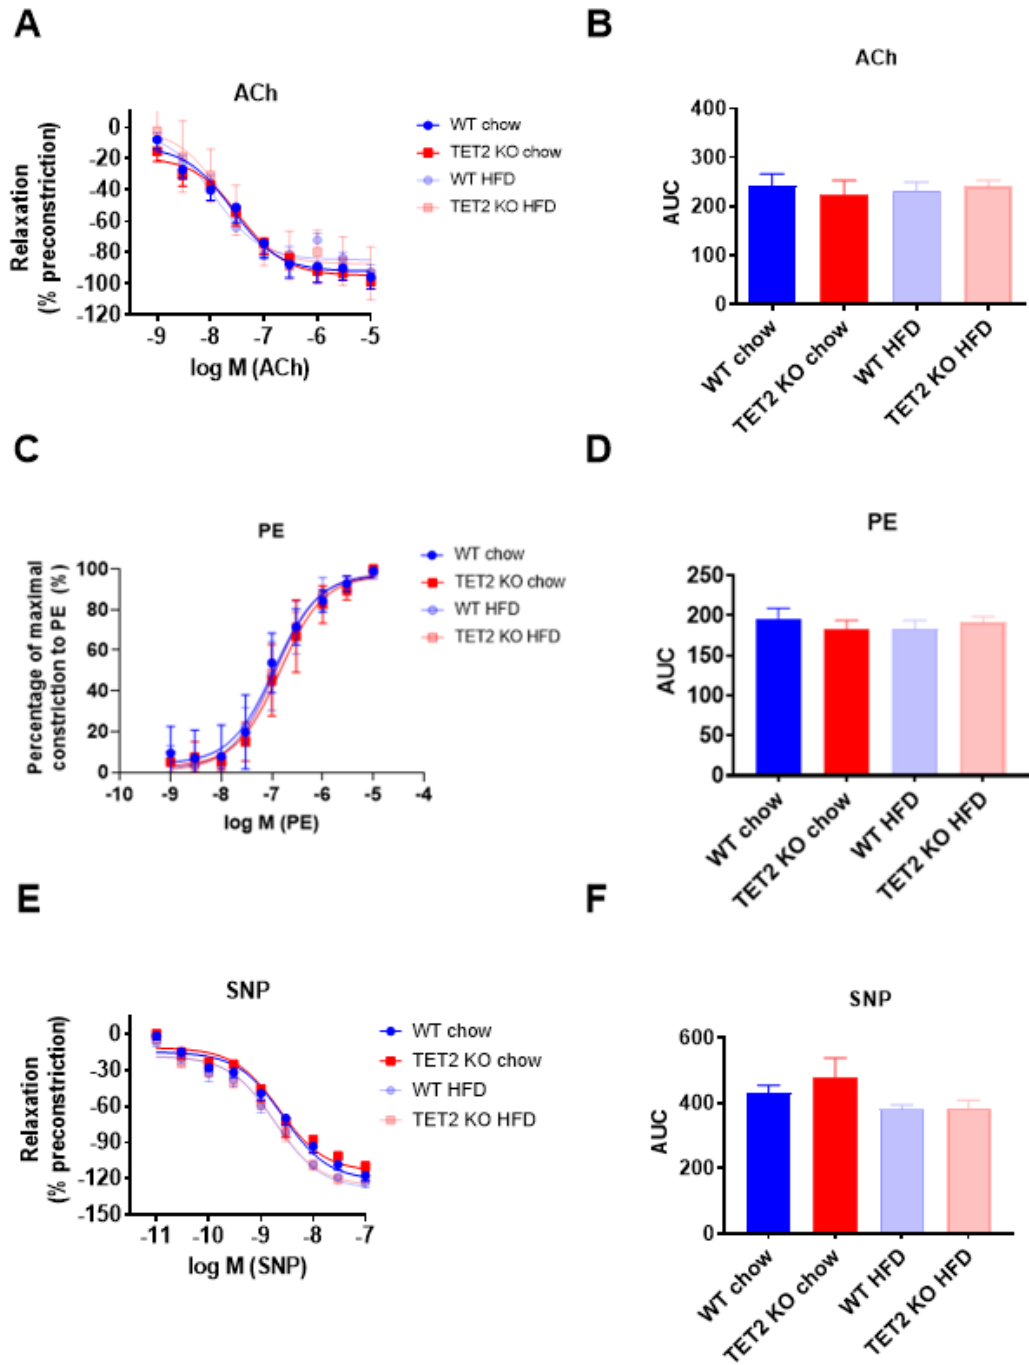 A
ACh
0
-20
-40
-60
-80
-100
-120
Relaxation
(% preconstriction)
-9 -8 -7 -6 -5
log M (ACh)
WT chow
TET2 KO chow
WT HFD
TET2 KO HFD
B
ACh
400
300
200
100
0
AUC
WT chow
TET2 KO chow
WT HFD
TET2 KO HFD
C
PE
100
80
60
40
20
0
Percentage of maximal
constriction to PE (%)
-10 -9 -8 -7 -6 -5 -4
log M (PE)
WT chow
TET2 KO chow
WT HFD
TET2 KO HFD
D
PE
250
200
150
100
50
0
AUC
WT chow
TET2 KO chow
WT HFD
TET2 KO HFD
E
SNP
0
-30
-60
-90
-120
-150
Relaxation
(% preconstriction)
-11 -10 -9 -8 -7
log M (SNP)
WT chow
TET2 KO chow
WT HFD
TET2 KO HFD
F
SNP
600
400
200
0
AUC
WT chow
TET2 KO chow
WT HFD
TET2 KO HFD